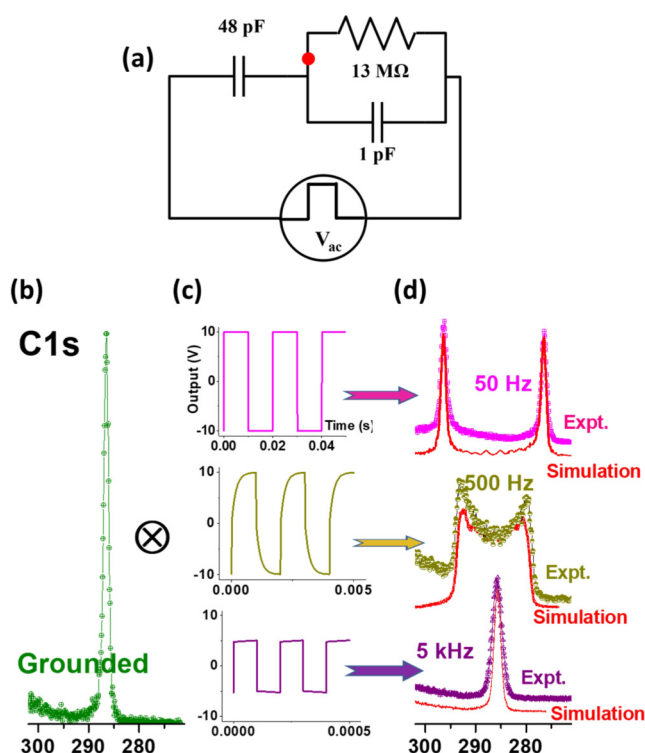 (a)
48 pF
13 MΩ
1 pF
Vac
(b)
C1s
Grounded
300 290 280
(c)
10
0
-10
Output (V)
Time (s)
0.00 0.02 0.04
10
0
-10
0.000 0.005
10
5
0
-5
-10
0.0000 0.0005
(d)
50 Hz
Expt.
Simulation
500 Hz
Expt.
Simulation
5 kHz
Expt.
Simulation
300 290 280